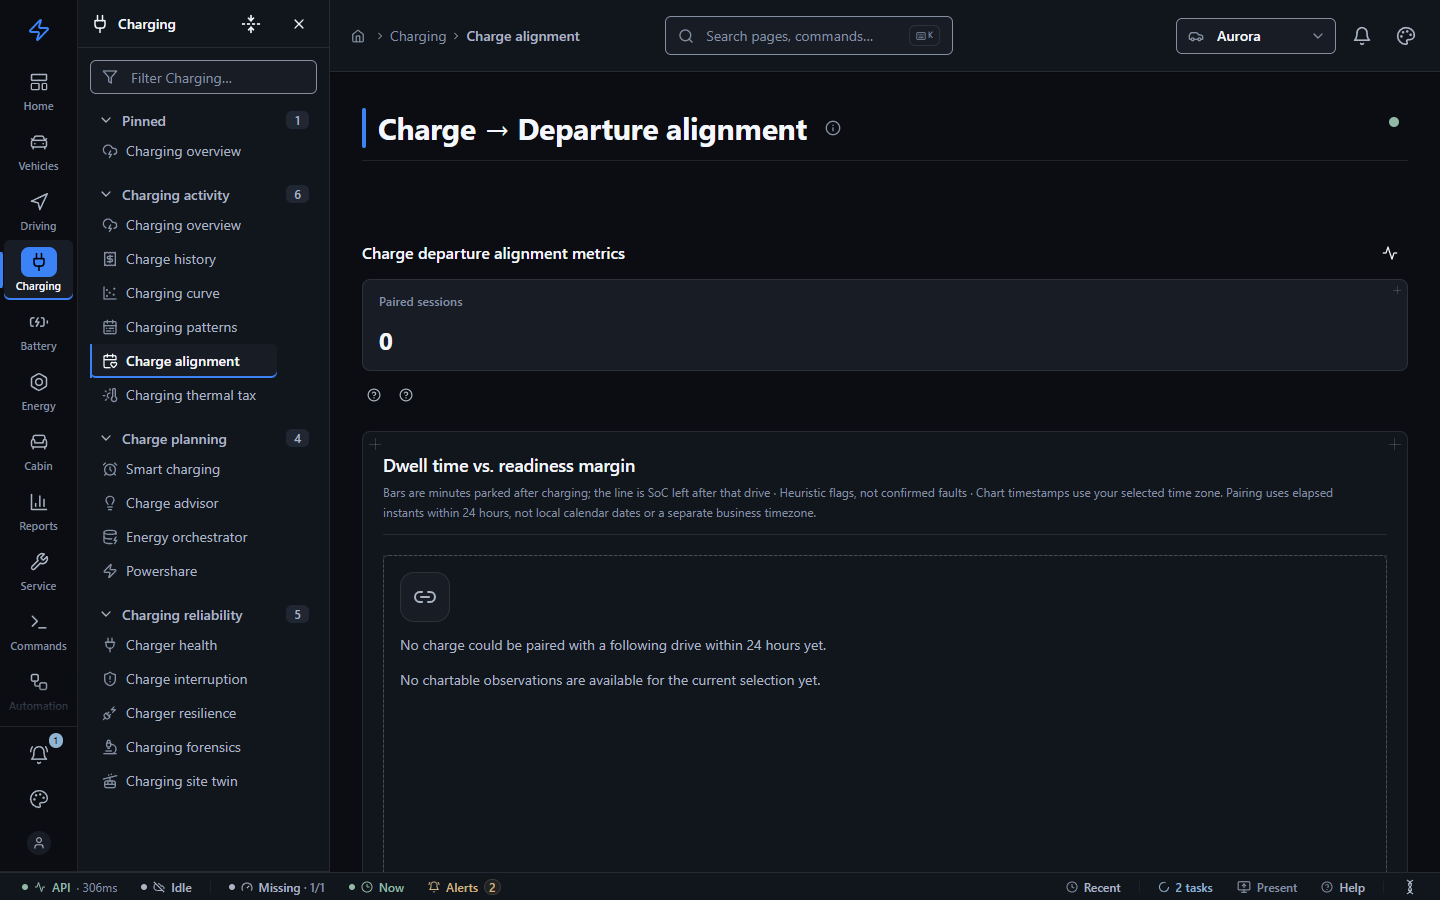 Home
Vehicles
Driving
Charging
Battery
Energy
Cabin
Reports
Service
Commands
Automation
1
Charging
Filter Charging...
Pinned 1
Charging overview
Charging activity 6
Charging overview
Charge history
Charging curve
Charging patterns
Charge alignment
Charging thermal tax
Charge planning 4
Smart charging
Charge advisor
Energy orchestrator
Powershare
Charging reliability 5
Charger health
Charge interruption
Charger resilience
Charging forensics
Charging site twin
Charging > Charge alignment
Search pages, commands... K
Aurora
Charge → Departure alignment
Charge departure alignment metrics
Paired sessions
0
Dwell time vs. readiness margin
Bars are minutes parked after charging; the line is SoC left after that drive · Heuristic flags, not confirmed faults · Chart timestamps use your selected time zone. Pairing uses elapsed
instants within 24 hours, not local calendar dates or a separate business timezone.
No charge could be paired with a following drive within 24 hours yet.
No chartable observations are available for the current selection yet.
API · 306ms Idle Missing · 1/1 Now Alerts 2 Recent 2 tasks Present Help